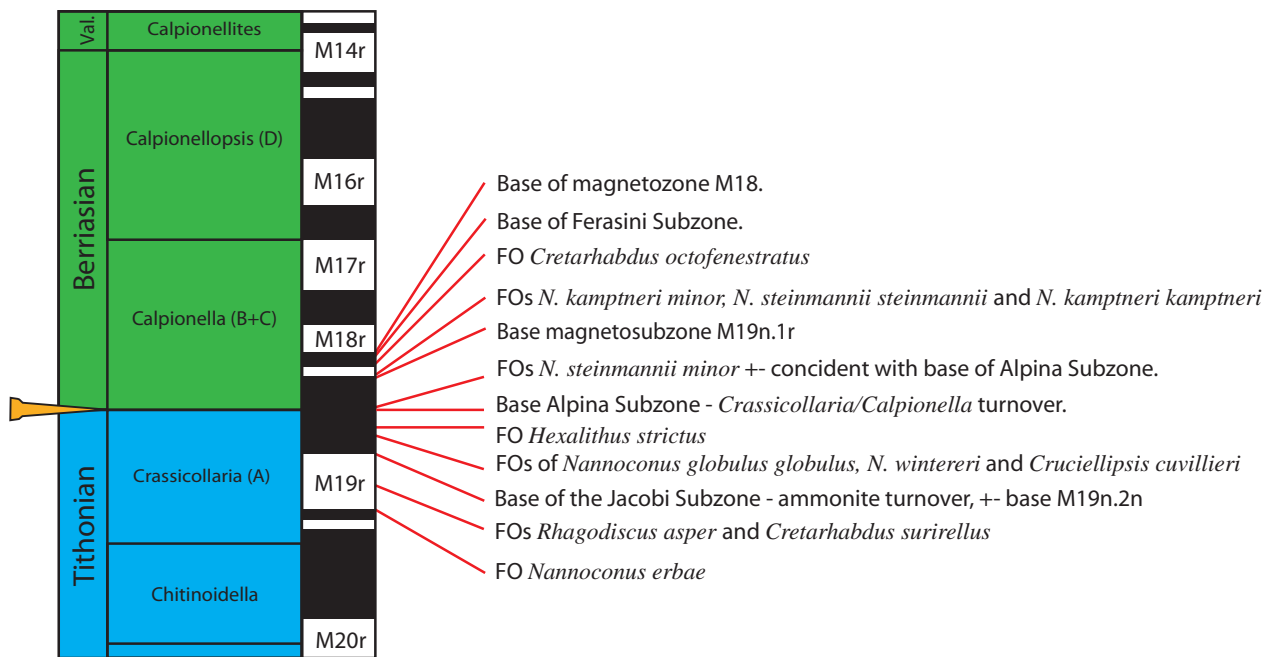 Val.
Calpionellites
M14r
Berriasian
Calpionellopsis (D)
M16r
M17r
Calpionella (B+C)
M18r
Tithonian
Crassicollaria (A)
M19r
Chitinoidella
M20r
Base of magnetozone M18.
Base of Ferasini Subzone.
FO Cretarhabdus octofenestratus
FOs N. kamptneri minor, N. steinmannii steinmannii and N. kamptneri kamptneri
Base magnetosubzone M19n.1r
FOs N. steinmannii minor +- concident with base of Alpina Subzone.
Base Alpina Subzone - Crassicollaria/Calpionella turnover.
FO Hexalithus strictus
FOs of Nannoconus globulus globulus, N. wintereri and Cruciellipsis cuvillieri
Base of the Jacobi Subzone - ammonite turnover, +- base M19n.2n
FOs Rhagodiscus asper and Cretarhabdus surirellus
FO Nannoconus erbae